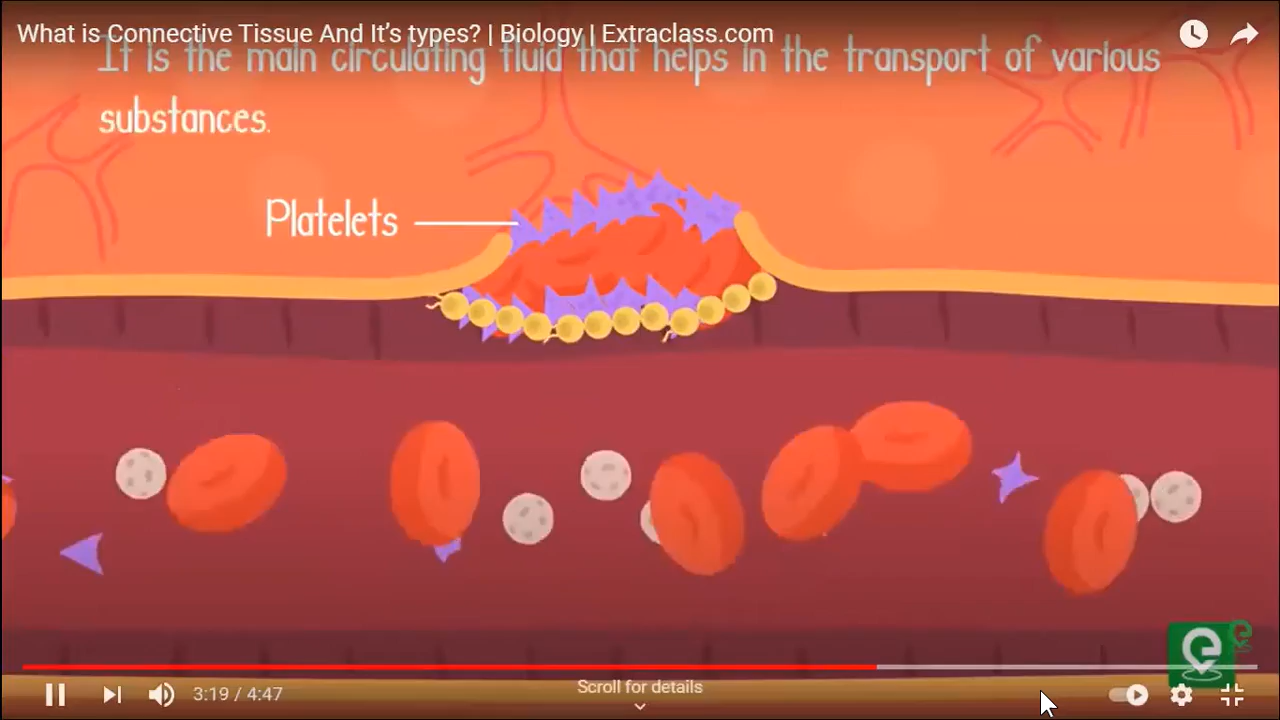 What is Connective Tissue And It’s types? | Biology | Extraclass.com
It is the main circulating fluid that helps in the transport of various
substances.
Platelets
Scroll for details
3:19 / 4:47